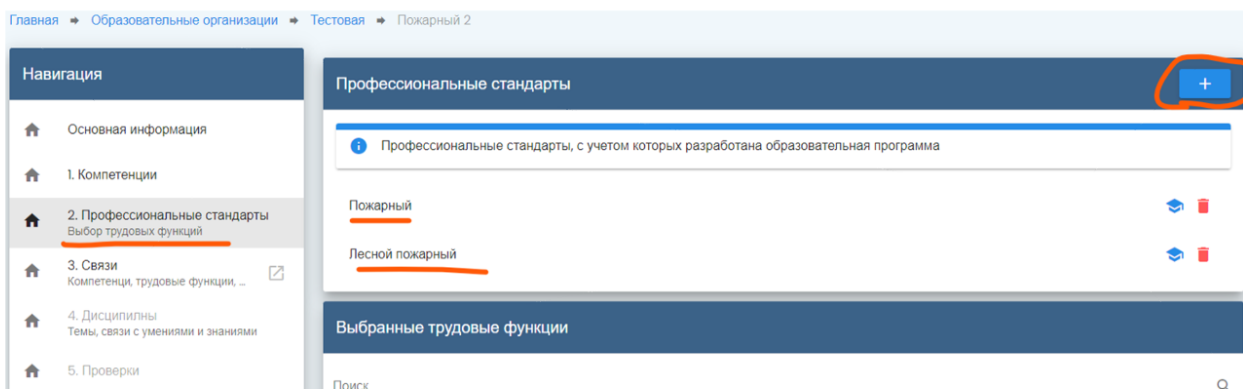 Главная ➡ Образовательные организации ➡ Тестовая ➡ Пожарный 2
Навигация
Основная информация
1. Компетенции
2. Профессиональные стандарты
Выбор трудовых функций
3. Связи
Компетенци, трудовые функции, ...
4. Дисципилны
Темы, связи с умениями и знаниями
5. Проверки
Профессиональные стандарты
+
Профессиональные стандарты, с учетом которых разработана образовательная программа
Пожарный
Лесной пожарный
Выбранные трудовые функции
Поиск